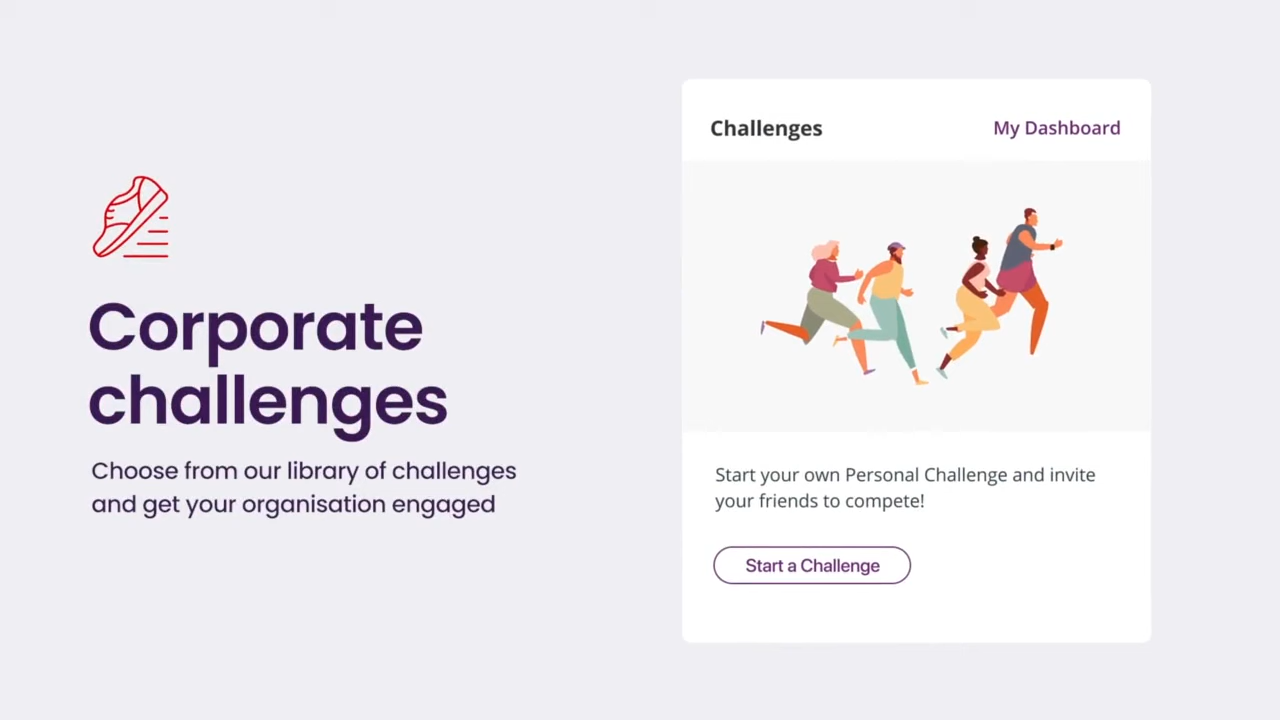 Corporate
challenges
Choose from our library of challenges
and get your organisation engaged
Challenges
My Dashboard
Start your own Personal Challenge and invite
your friends to compete!
Start a Challenge